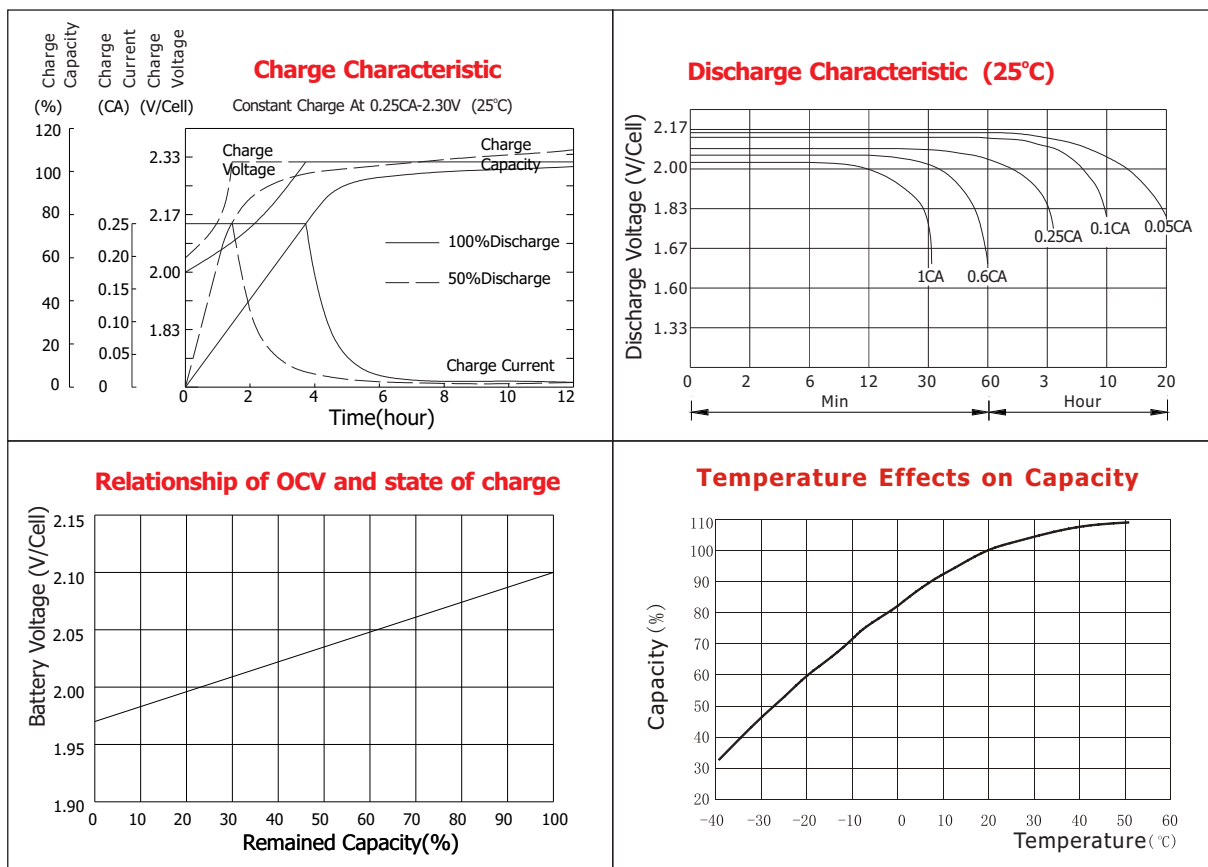 Charge
Capacity
Charge
Current
Charge
Voltage
(%)
(CA)
(V/Cell)
Charge Characteristic
Constant Charge At 0.25CA-2.30V (25°C)
120
100
80
60
40
20
0
0.25
0.20
0.15
0.10
0.05
0
2.33
2.17
2.00
1.83
Charge
Voltage
Charge
Capacity
100%Discharge
50%Discharge
Charge Current
0 2 4 6 8 10 12
Time(hour)
Discharge Characteristic (25°C)
Discharge Voltage (V/Cell)
2.17
2.00
1.83
1.67
1.60
1.33
1CA
0.6CA
0.25CA
0.1CA
0.05CA
0 2 6 12 30 60 3 10 20
Min
Hour
Relationship of OCV and state of charge
Battery Voltage (V/Cell)
2.15
2.10
2.05
2.00
1.95
1.90
0 10 20 30 40 50 60 70 80 90 100
Remained Capacity(%)
Temperature Effects on Capacity
Capacity(%)
110
100
90
80
70
60
50
40
30
20
-40 -30 -20 -10 0 10 20 30 40 50 60
Temperature(℃)